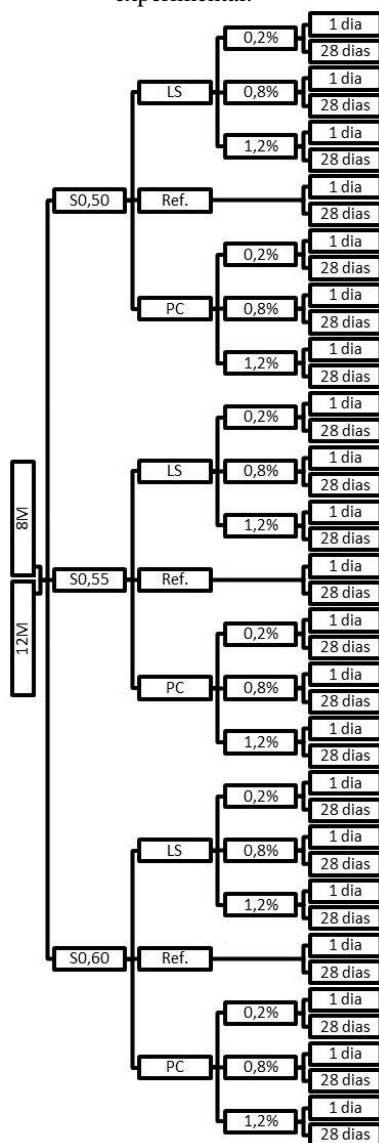 experimental.
8M
12M
S0,50
LS
0,2%
1 dia
28 dias
0,8%
1 dia
28 dias
1,2%
1 dia
28 dias
Ref.
1 dia
28 dias
PC
0,2%
1 dia
28 dias
0,8%
1 dia
28 dias
1,2%
1 dia
28 dias
S0,55
LS
0,2%
1 dia
28 dias
0,8%
1 dia
28 dias
1,2%
1 dia
28 dias
Ref.
1 dia
28 dias
PC
0,2%
1 dia
28 dias
0,8%
1 dia
28 dias
1,2%
1 dia
28 dias
S0,60
LS
0,2%
1 dia
28 dias
0,8%
1 dia
28 dias
1,2%
1 dia
28 dias
Ref.
1 dia
28 dias
PC
0,2%
1 dia
28 dias
0,8%
1 dia
28 dias
1,2%
1 dia
28 dias